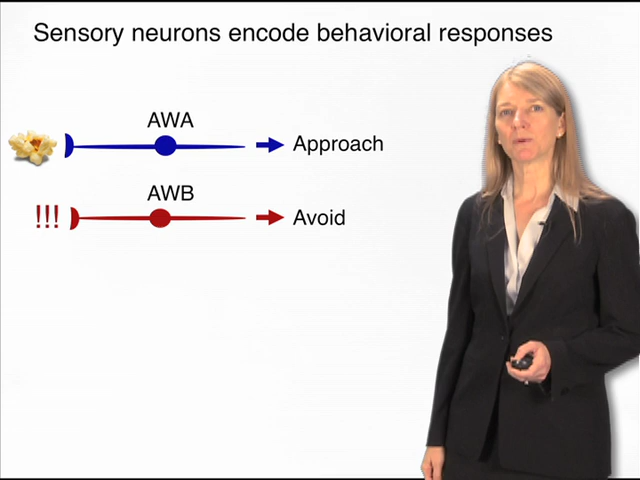 Sensory neurons encode behavioral responses
AWA
Approach
!!!
AWB
Avoid